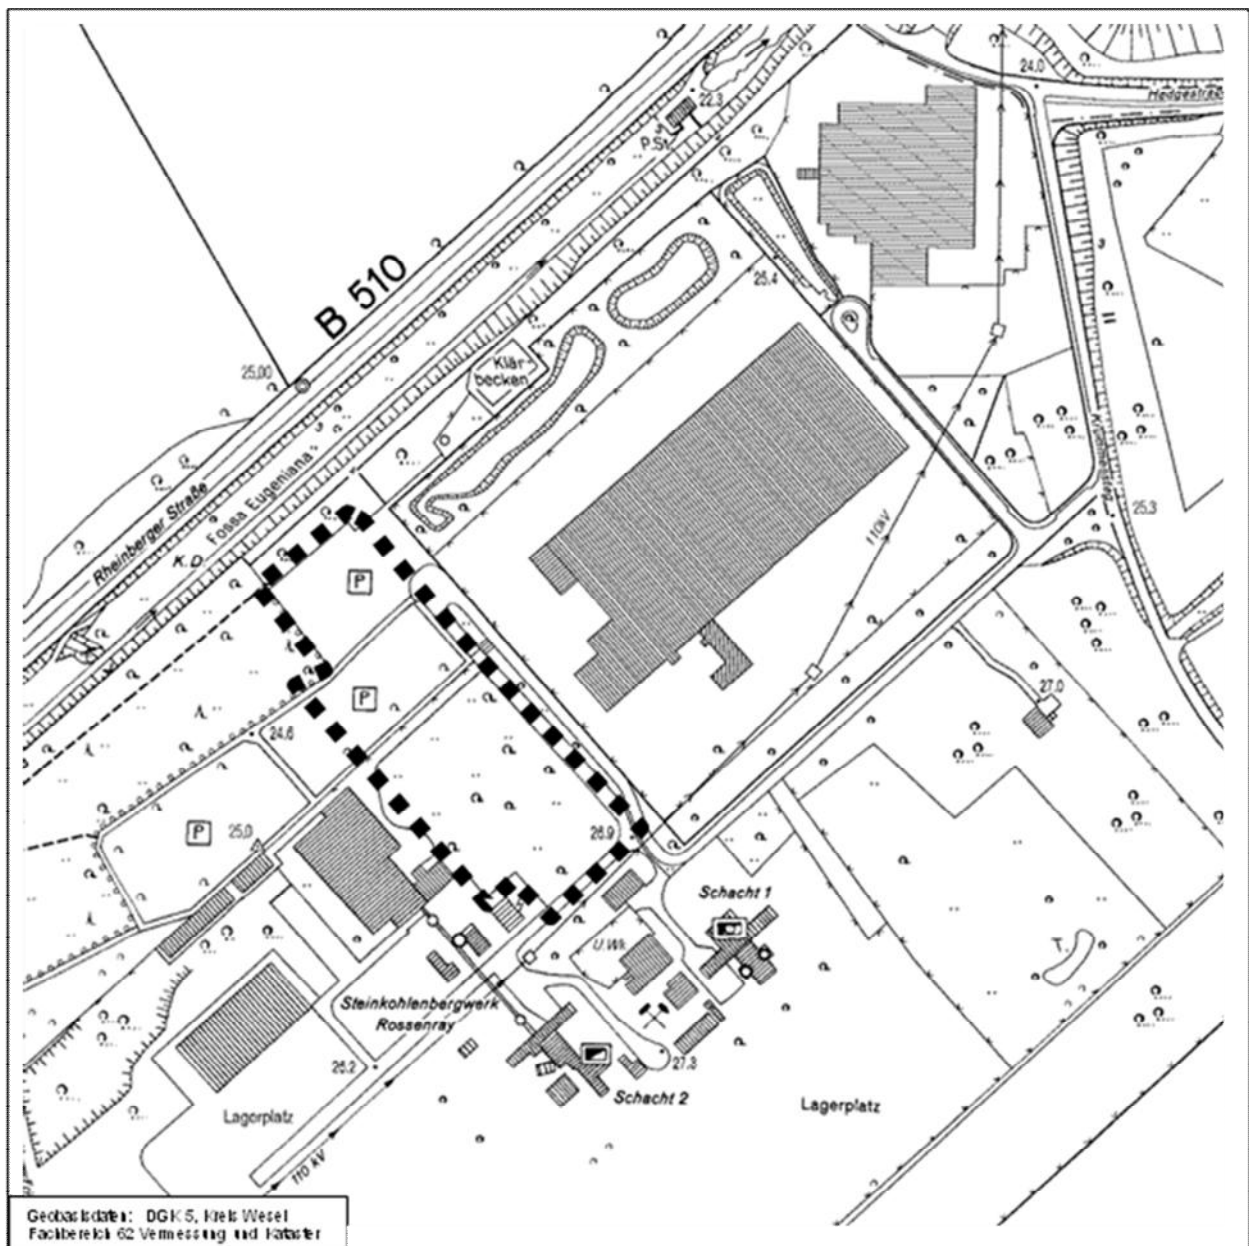 24.0
Hedgestraß
22.3
P.St.
B 510
25.4
Klär-
becken
25,00
Rheinberger Straße
Fossa Eugeniana
K.D.
110kV
25.3
P
27.0
P
24.6
P
25,0
26.9
Schacht 1
U.Wk.
T.
Steinkohlenbergwerk
Rossenray
26.2
27.3
Schacht 2
Lagerplatz
Lagerplatz
110 kV
Geobasisdaten: DGK 5, Kreis Wesel
Fachbereich 62 Vermessung und Kataster